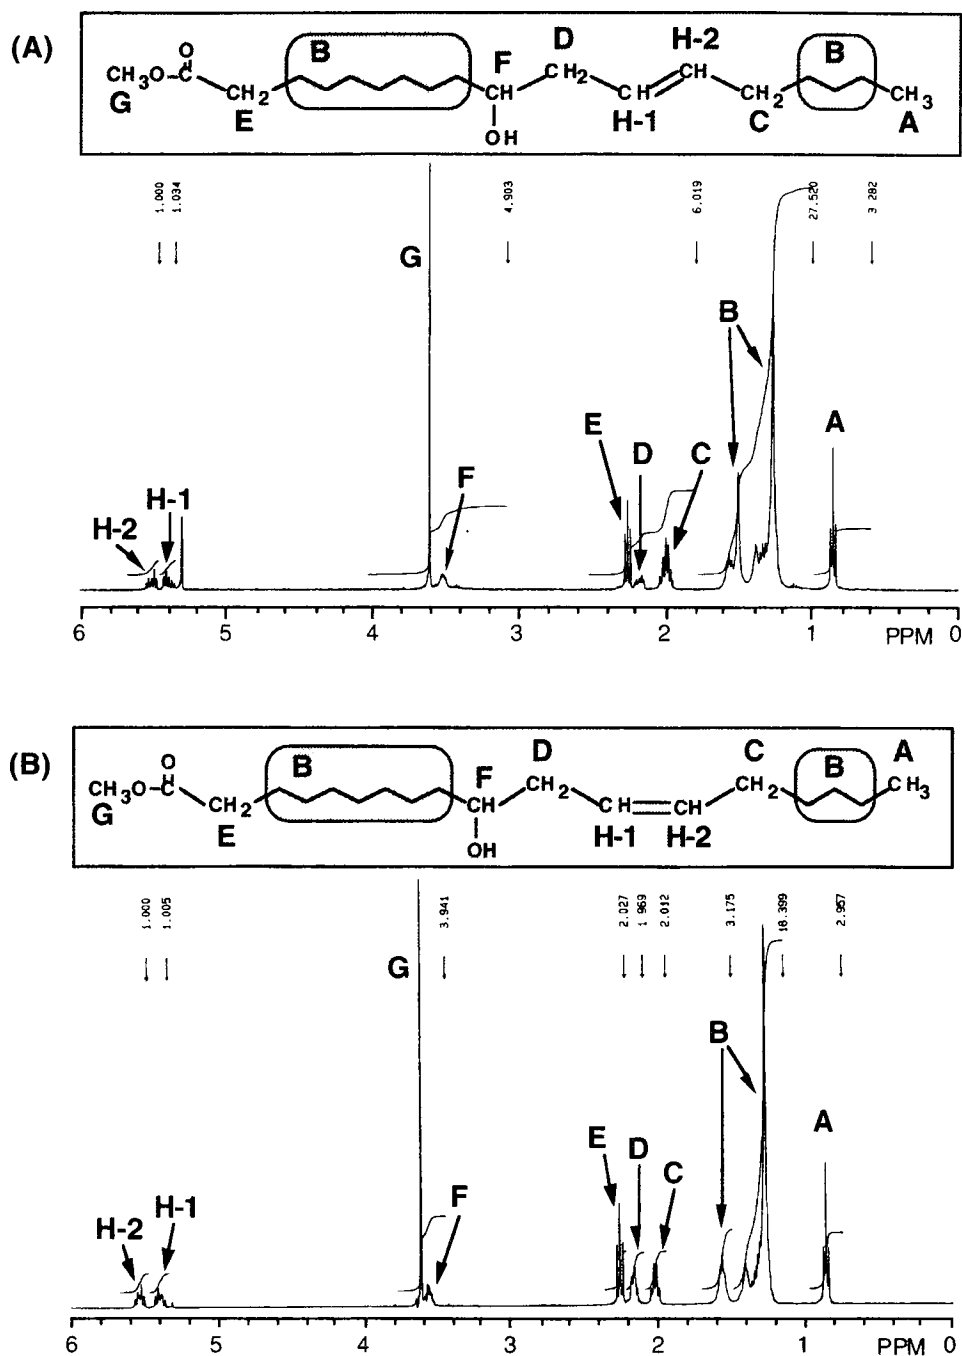 (A)
O
B
D
H-2
B
F
CH3O
CH2
CH2
CH
CH
CH
CH2
CH3
G
E
OH
H-1
C
A
1.000
1.034
4.903
6.019
27.520
3.282
G
B
E
D
C
A
F
H-1
H-2
6
5
4
3
2
1
PPM
0
(B)
O
B
D
C
B
A
F
CH3O
CH2
CH2
CH
CH
CH
CH2
CH3
G
E
OH
H-1
H-2
1.000
1.005
3.941
2.027
1.969
2.012
3.175
18.399
2.957
G
B
E
D
C
A
F
H-1
H-2
6
5
4
3
2
1
PPM
0